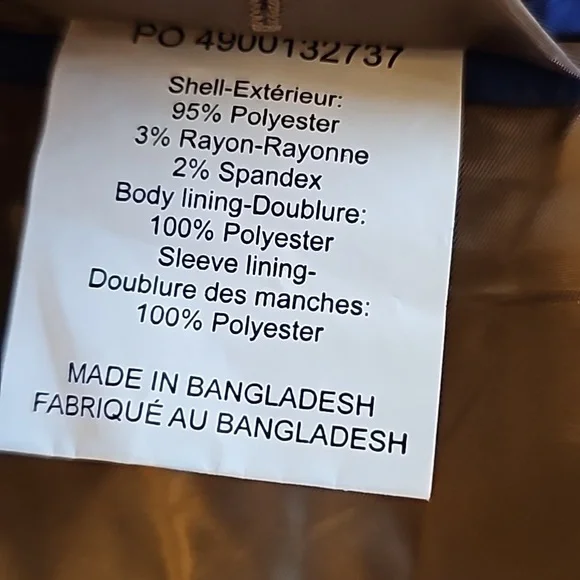 PO 4900132737
Shell-Extérieur:
95% Polyester
3% Rayon-Rayonne
2% Spandex
Body lining-Doublure:
100% Polyester
Sleeve lining-
Doublure des manches:
100% Polyester
MADE IN BANGLADESH
FABRIQUÉ AU BANGLADESH